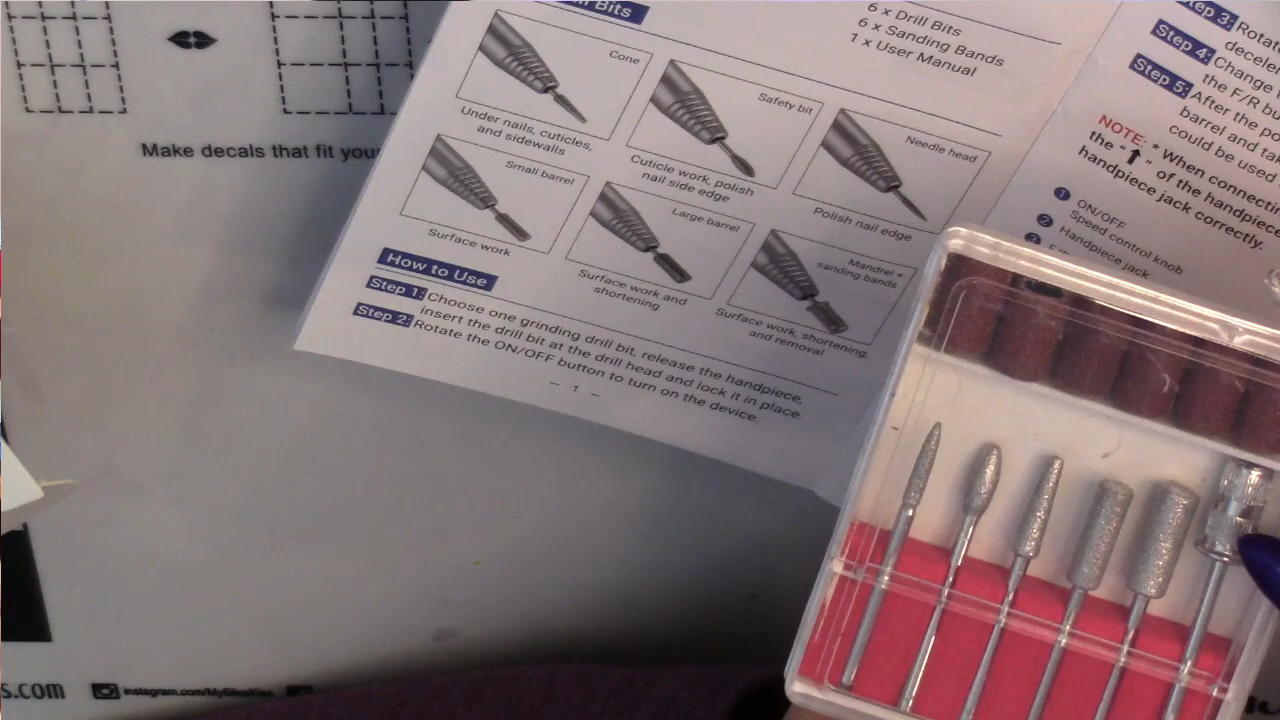 Make decals that fit your
Bits
6 x Drill Bits
6 x Sanding Bands
1 x User Manual
Cone
Under nails, cuticles,
and sidewalls
Safety bit
Cuticle work, polish
nail side edge
Needle head
Polish nail edge
Small barrel
Surface work
Large barrel
Surface work and
shortening
Mandrel +
sanding bands
Surface work, shortening,
and removal
How to Use
Step 1: Choose one grinding drill bit, release the handpiece,
insert the drill bit at the drill head and lock it in place.
Step 2: Rotate the ON/OFF button to turn on the device.
– 1 –
Step 3: Rotate
deceler
Step 4: Change
the F/R bu
Step 5: After the po
barrel and tak
could be used
NOTE: * When connecti
the "↑" of the handpiece
handpiece jack correctly.
1 ON/OFF
2 Speed control knob
3 Handpiece jack
s.com
instagram.com/MyBlissKiss